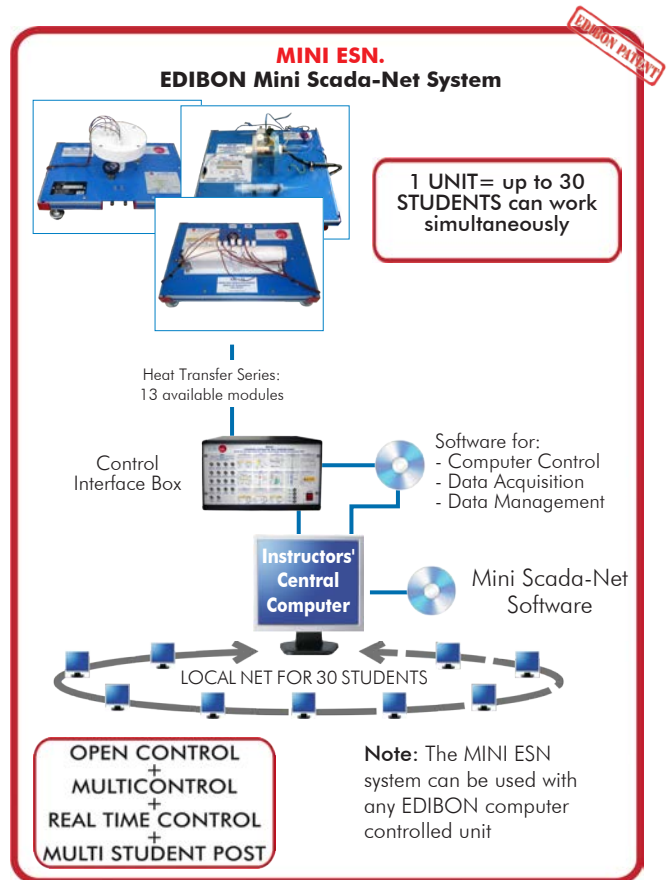 EDIBON PATENT
MINI ESN.
EDIBON Mini Scada-Net System
1 UNIT= up to 30
STUDENTS can work
simultaneously
Heat Transfer Series:
13 available modules
Control
Interface Box
Software for:
- Computer Control
- Data Acquisition
- Data Management
Instructors'
Central
Computer
Mini Scada-Net
Software
LOCAL NET FOR 30 STUDENTS
OPEN CONTROL
+
MULTICONTROL
+
REAL TIME CONTROL
+
MULTI STUDENT POST
Note: The MINI ESN
system can be used with
any EDIBON computer
controlled unit